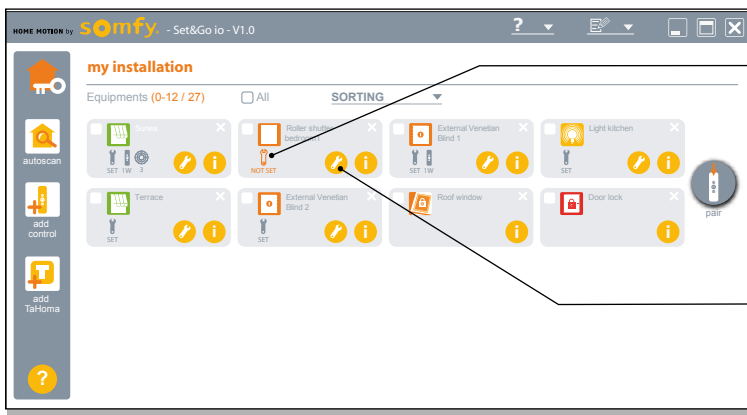 HOME MOTION by somfy. - Set&Go io - V1.0
?
my installation
Equipments (0-12 / 27)
All
SORTING
autoscan
add
control
add
TaHoma
?
SET 1W 3
i
Roller shutter
bedroom1
NOT SET
i
External Venetian
Blind 1
SET 1W
i
Light kitchen
SET
i
Terrace
SET
i
External Venetian
Blind 2
SET
i
Roof window
i
Door lock
i
pair